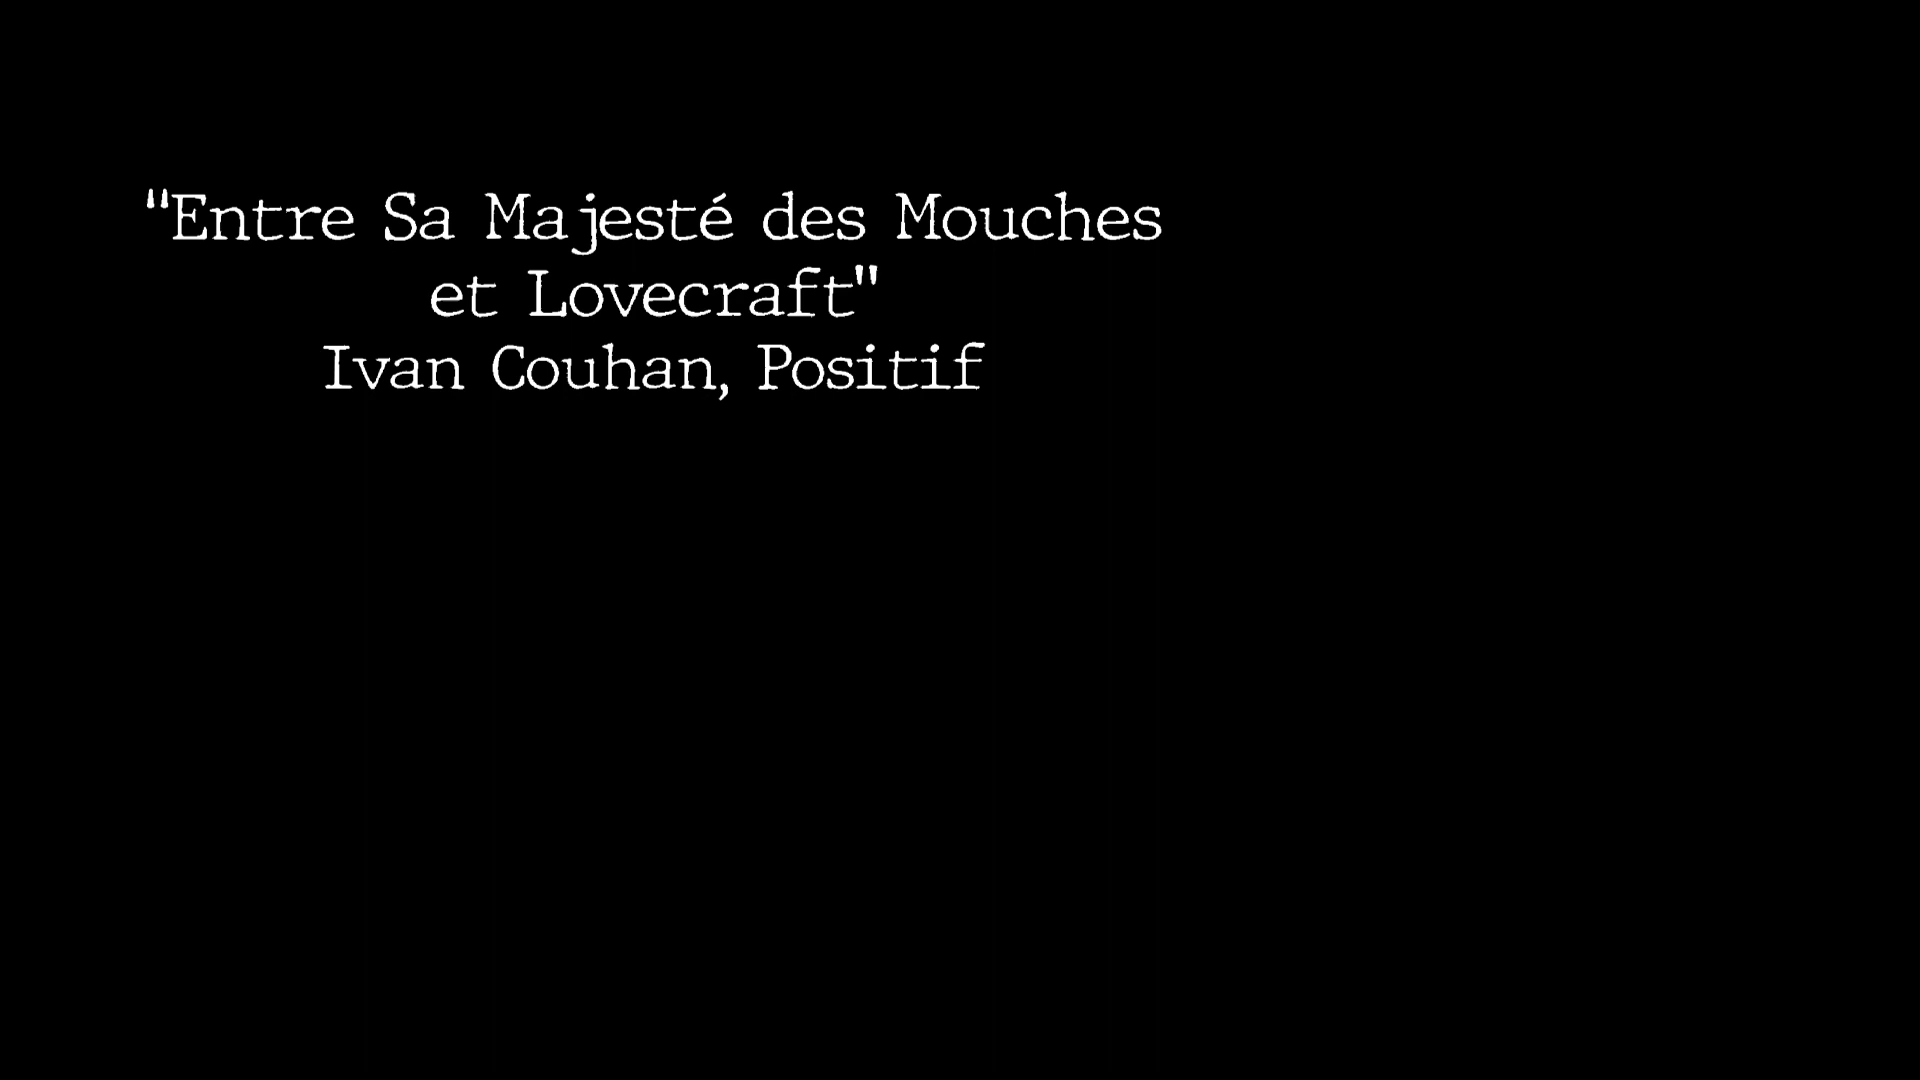 "Entre Sa Majesté des Mouches
et Lovecraft"
Ivan Couhan, Positif